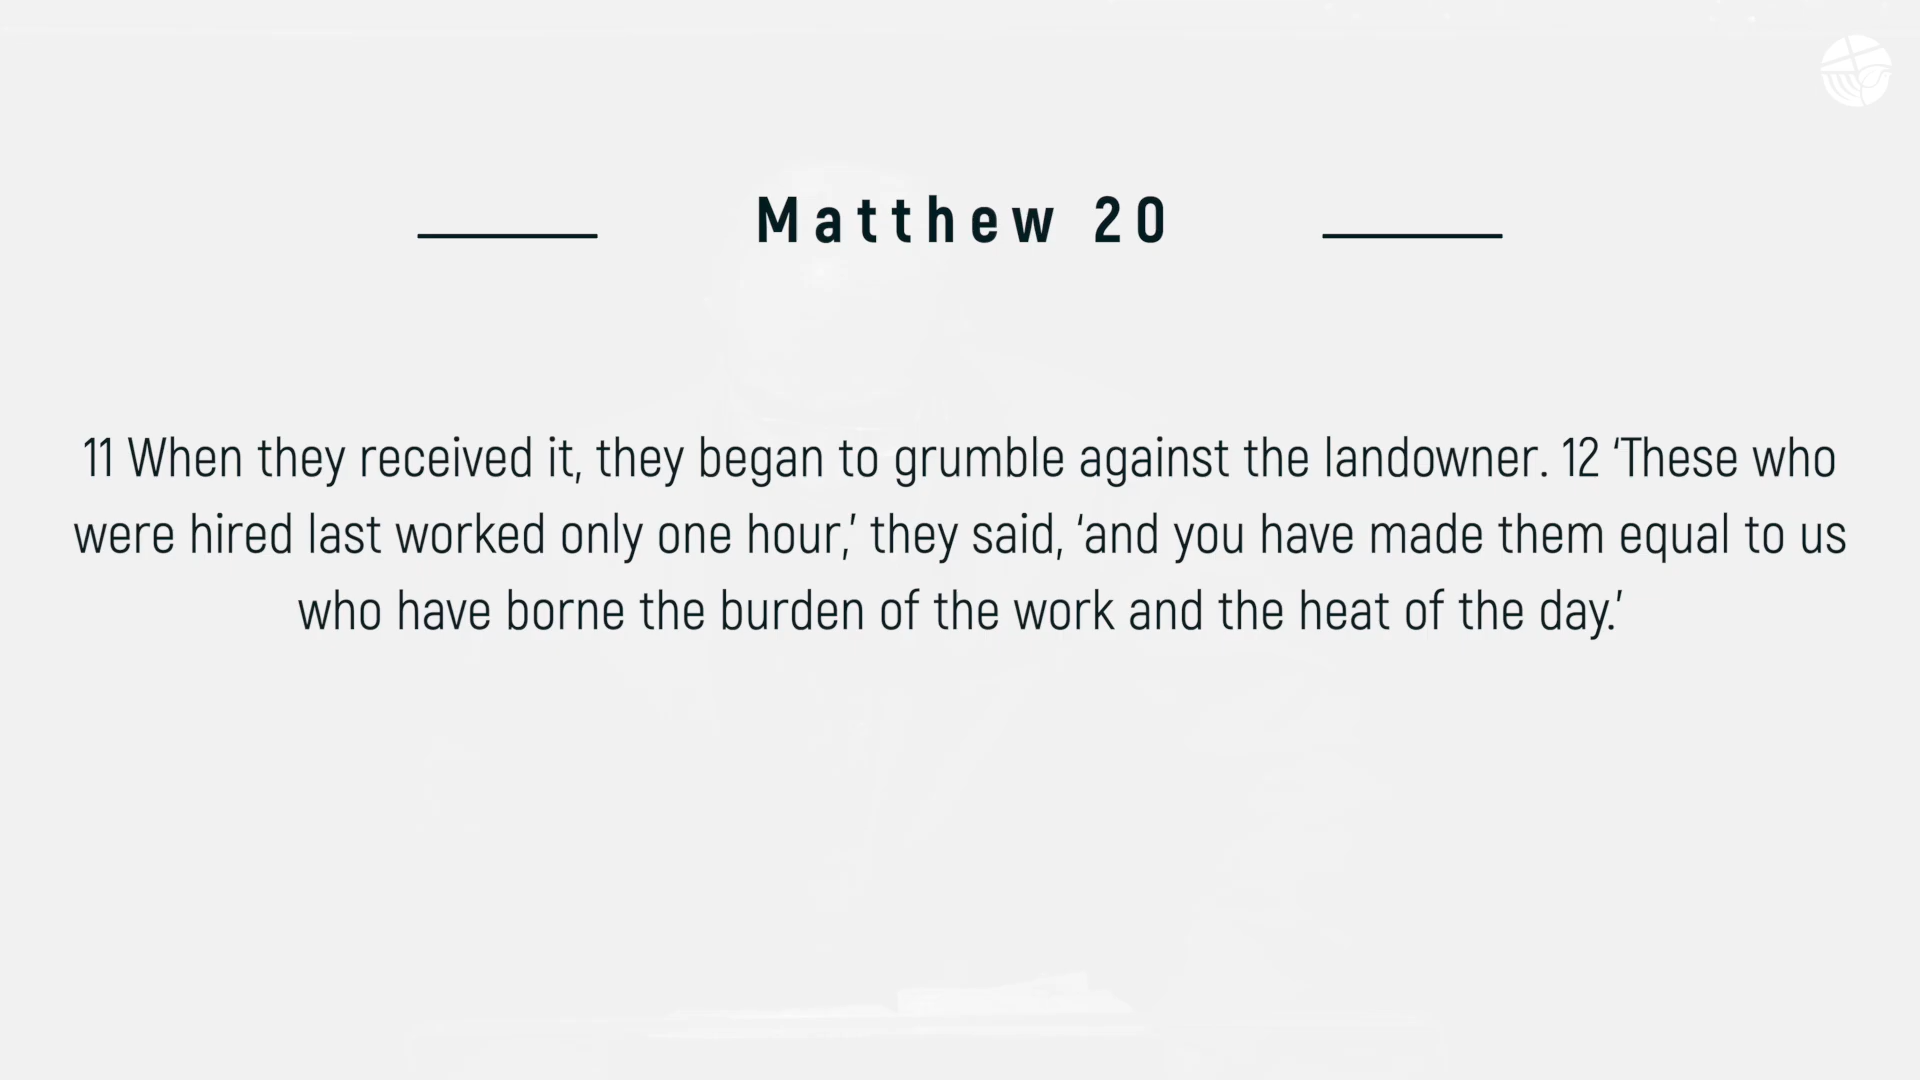 Matthew 20
11 When they received it, they began to grumble against the landowner. 12 ‘These who
were hired last worked only one hour,’ they said, ‘and you have made them equal to us
who have borne the burden of the work and the heat of the day.’